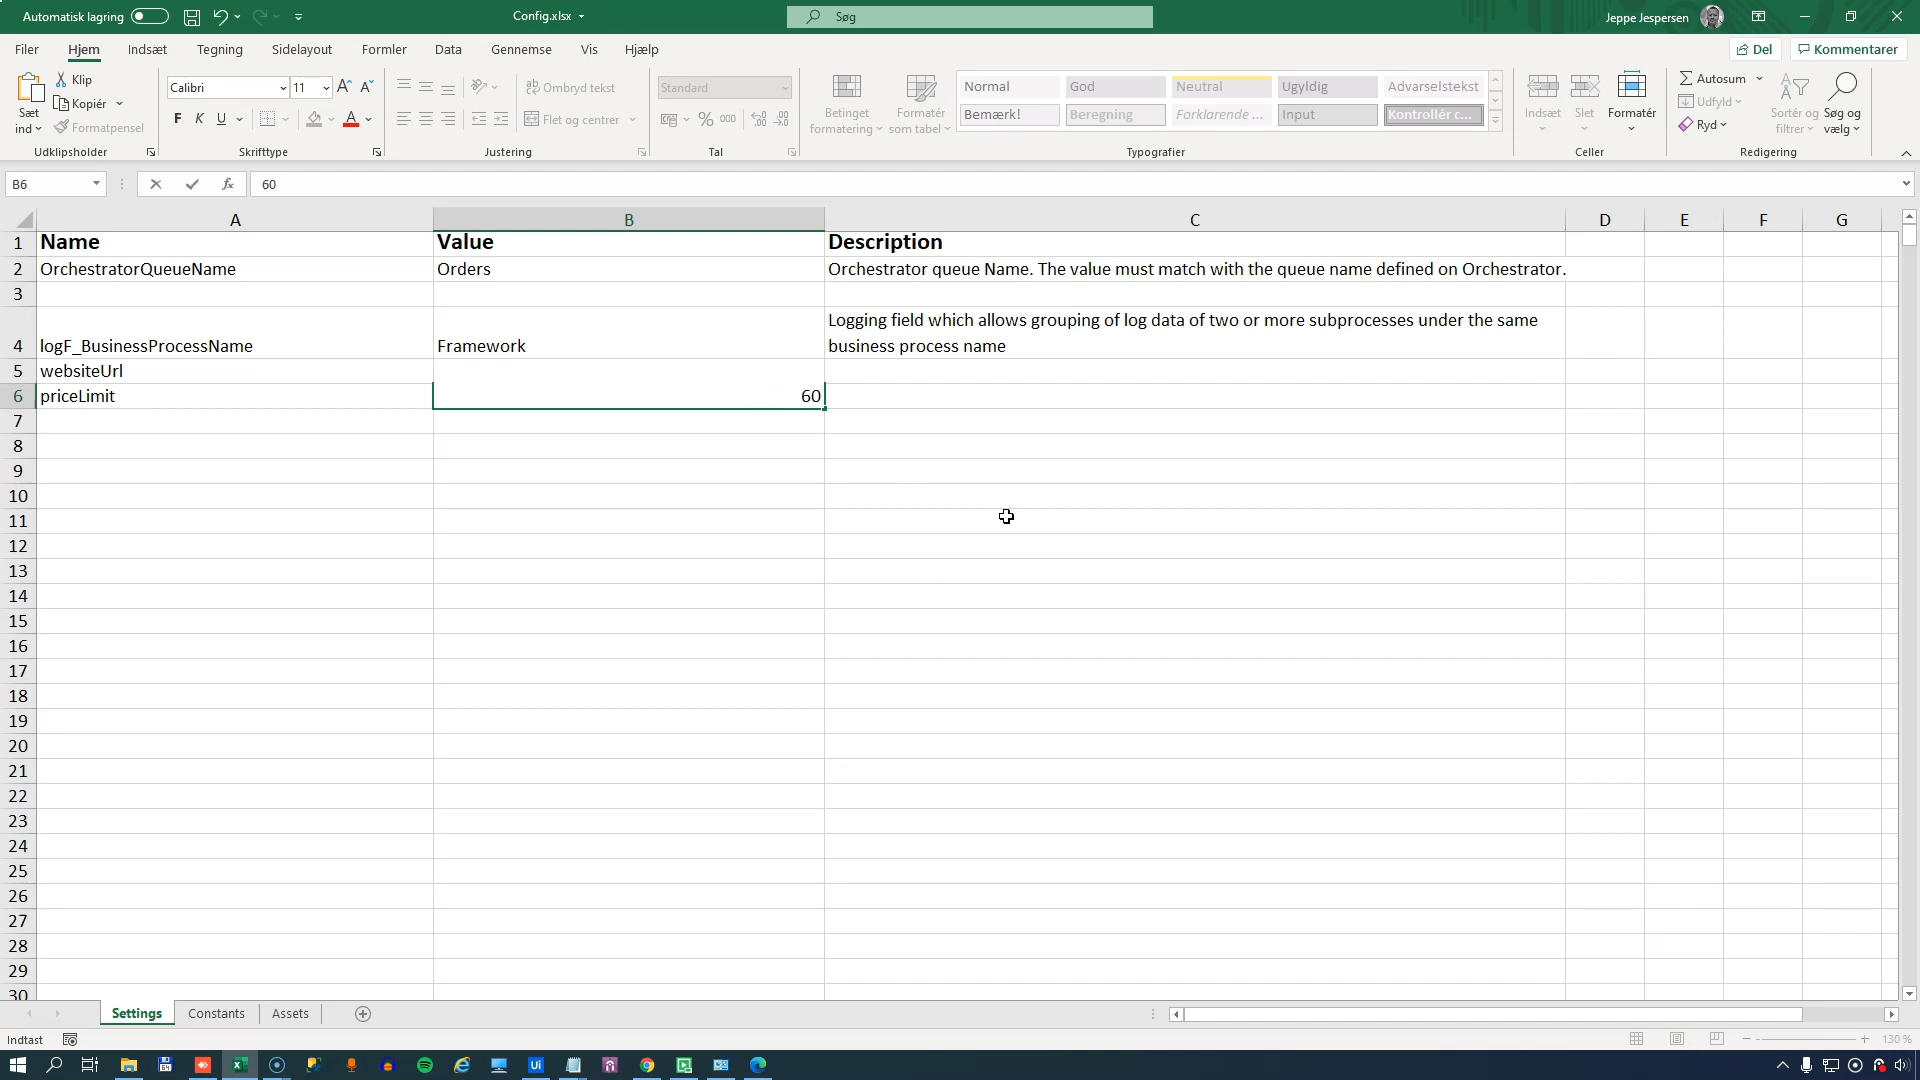 Automatisk lagring
Config.xlsx
Søg
Jeppe Jespersen
Filer Hjem Indsæt Tegning Sidelayout Formler Data Gennemse Vis Hjælp
Del Kommentarer
Sæt ind
Klip
Kopiér
Formatpensel
Udklipsholder
Calibri 11
F K U
Skrifttype
Ombryd tekst
Flet og centrer
Justering
Standard
% 000
Tal
Betinget formatering
Formatér som tabel
Normal God Neutral Ugyldig Advarselstekst
Bemærk! Beregning Forklarende ... Input Kontrollér c...
Typografier
Indsæt Slet Formatér
Celler
Autosum
Udfyld
Ryd
Sortér og filtrer
Søg og vælg
Redigering
B6 fx 60
A B C D E F G
1 Name Value Description
2 OrchestratorQueueName Orders Orchestrator queue Name. The value must match with the queue name defined on Orchestrator.
3
Logging field which allows grouping of log data of two or more subprocesses under the same
4 logF_BusinessProcessName Framework business process name
5 websiteUrl
6 priceLimit 60
7
8
9
10
11
12
13
14
15
16
17
18
19
20
21
22
23
24
25
26
27
28
29
30
Settings Constants Assets
Indtast
130 %